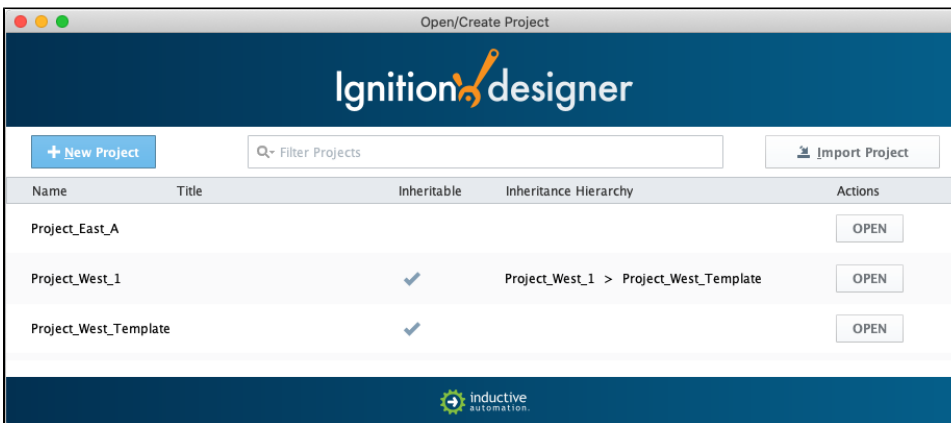 Open/Create Project
Ignition designer
+ New Project
Filter Projects
Import Project
Name Title Inheritable Inheritance Hierarchy Actions
Project_East_A OPEN
Project_West_1 Project_West_1 > Project_West_Template OPEN
Project_West_Template OPEN
inductive
automation.